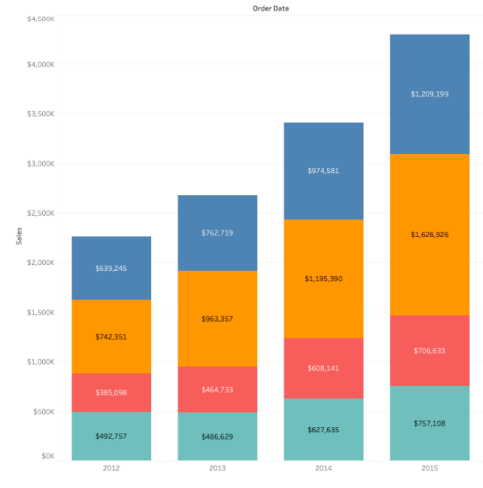 Order Date
$4,500K
$4,000K
$3,500K
$3,000K
$2,500K
$2,000K
$1,500K
$1,000K
$500K
$0K
Sales
$639,245
$742,351
$385,098
$492,757
$762,719
$963,357
$464,733
$486,629
$974,581
$1,195,390
$608,141
$627,635
$1,209,199
$1,626,926
$706,633
$757,108
2012
2013
2014
2015